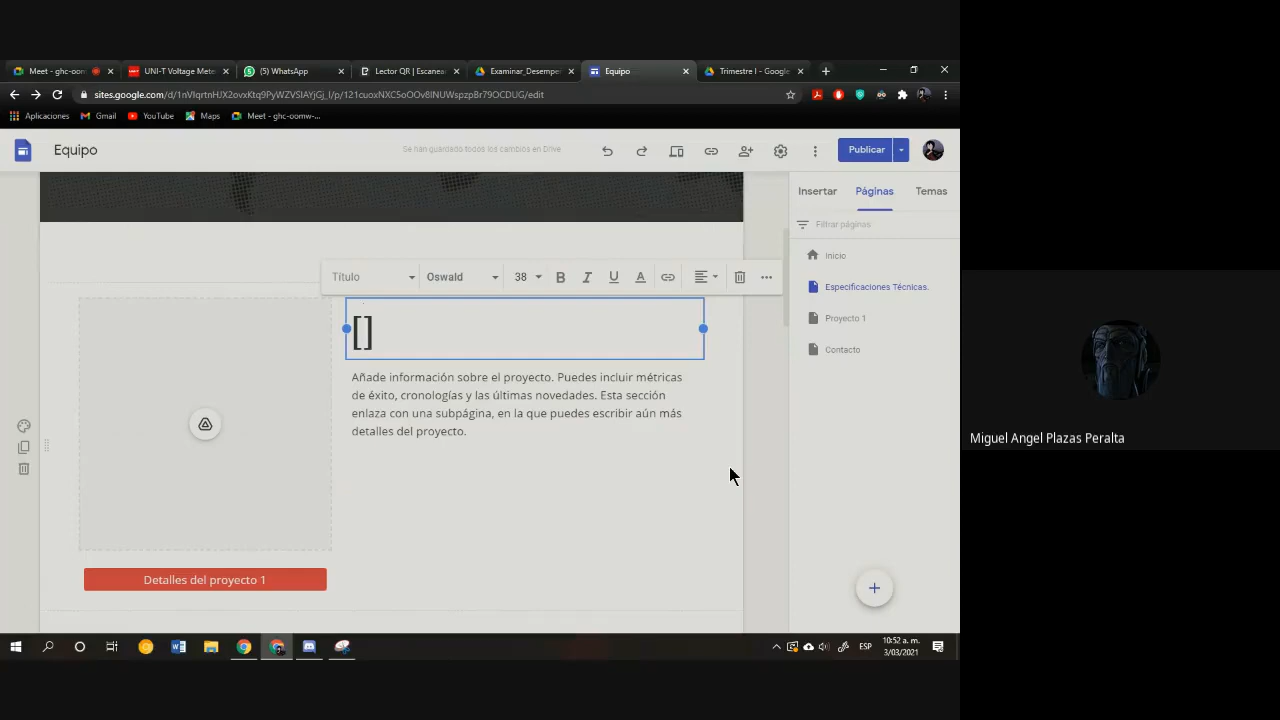 Meet - ghc-oom
UNI-T Voltage Mete
(5) WhatsApp
Lector QR | Escanea
Examinar_Desempe
Equipo
Trimestre I - Google
sites.google.com/d/1nVIqrtnHJX2ovxKtq9PyWZVSIAYjGj_I/p/121cuoxNXC5oOOv8INUWspzpBr79OCDUG/edit
Aplicaciones
Gmail
YouTube
Maps
Meet - ghc-oomw-...
Equipo
Se han guardado todos los cambios en Drive
Publicar
Insertar
Páginas
Temas
Filtrar páginas
Inicio
Especificaciones Técnicas.
Proyecto 1
Contacto
Título
Oswald
38
B
I
U
A
[]
Añade información sobre el proyecto. Puedes incluir métricas
de éxito, cronologías y las últimas novedades. Esta sección
enlaza con una subpágina, en la que puedes escribir aún más
detalles del proyecto.
Detalles del proyecto 1
Miguel Angel Plazas Peralta
ESP
10:52 a. m.
3/03/2021